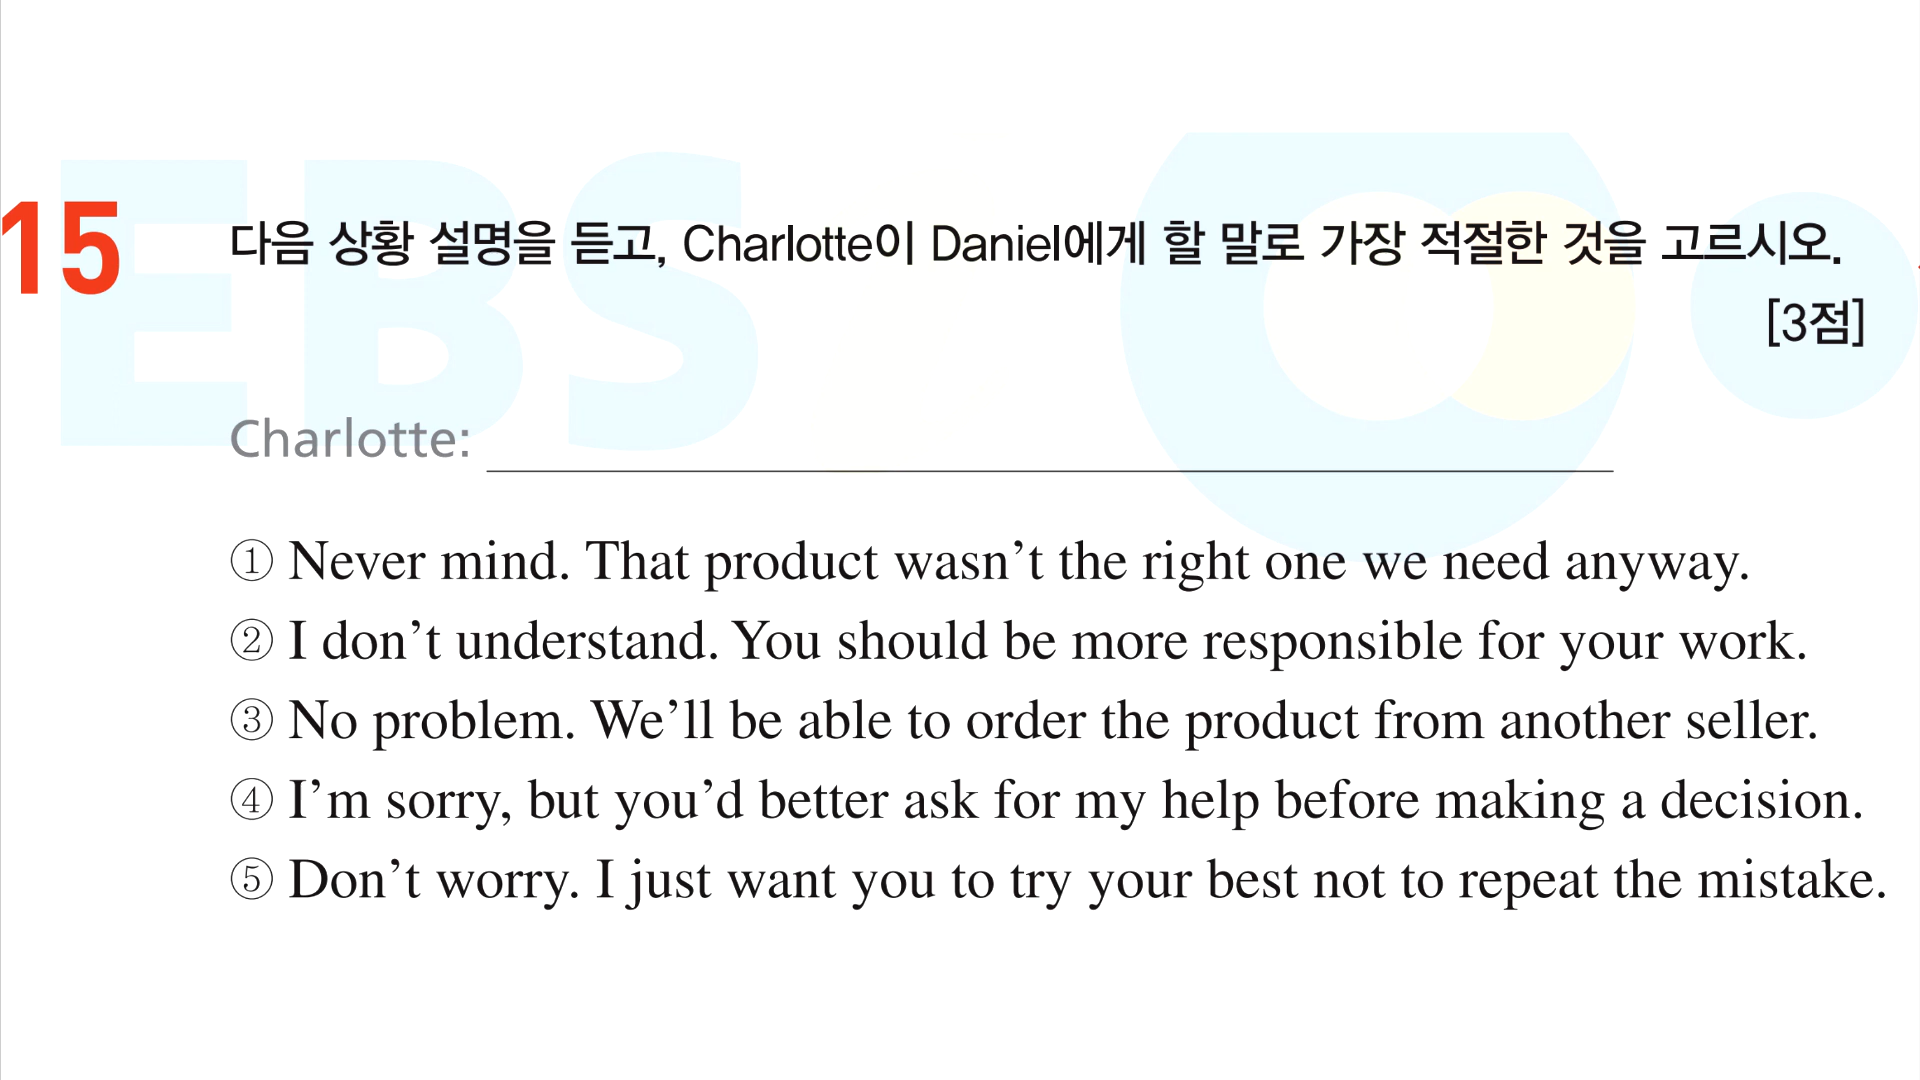 EBS
15 다음 상황 설명을 듣고, Charlotte이 Daniel에게 할 말로 가장 적절한 것을 고르시오.
[3점]
Charlotte:
① Never mind. That product wasn’t the right one we need anyway.
② I don’t understand. You should be more responsible for your work.
③ No problem. We’ll be able to order the product from another seller.
④ I’m sorry, but you’d better ask for my help before making a decision.
⑤ Don’t worry. I just want you to try your best not to repeat the mistake.